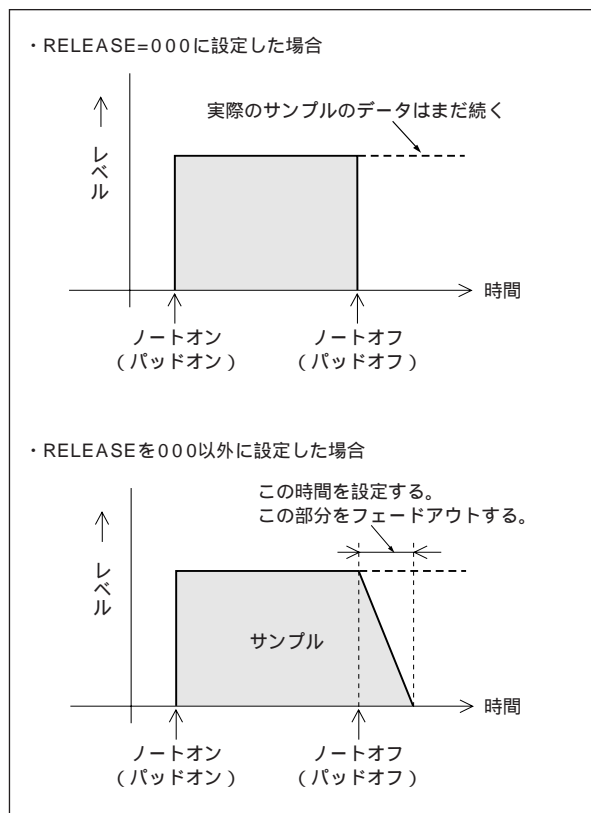 ・RELEASE=000に設定した場合
実際のサンプルのデータはまだ続く
レベル
時間
ノートオン
（パッドオン）
ノートオフ
（パッドオフ）
・RELEASEを000以外に設定した場合
この時間を設定する。
この部分をフェードアウトする。
レベル
サンプル
時間
ノートオン
（パッドオン）
ノートオフ
（パッドオフ）